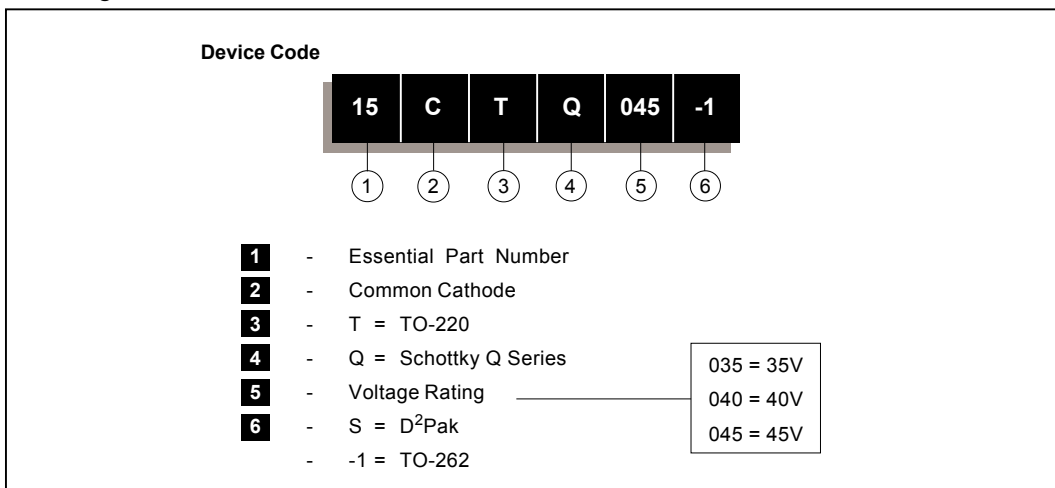 Device Code
15 C T Q 045 -1
1 2 3 4 5 6
1 - Essential Part Number
2 - Common Cathode
3 - T = TO-220
4 - Q = Schottky Q Series
5 - Voltage Rating
035 = 35V
040 = 40V
045 = 45V
6 - S = D²Pak
- -1 = TO-262